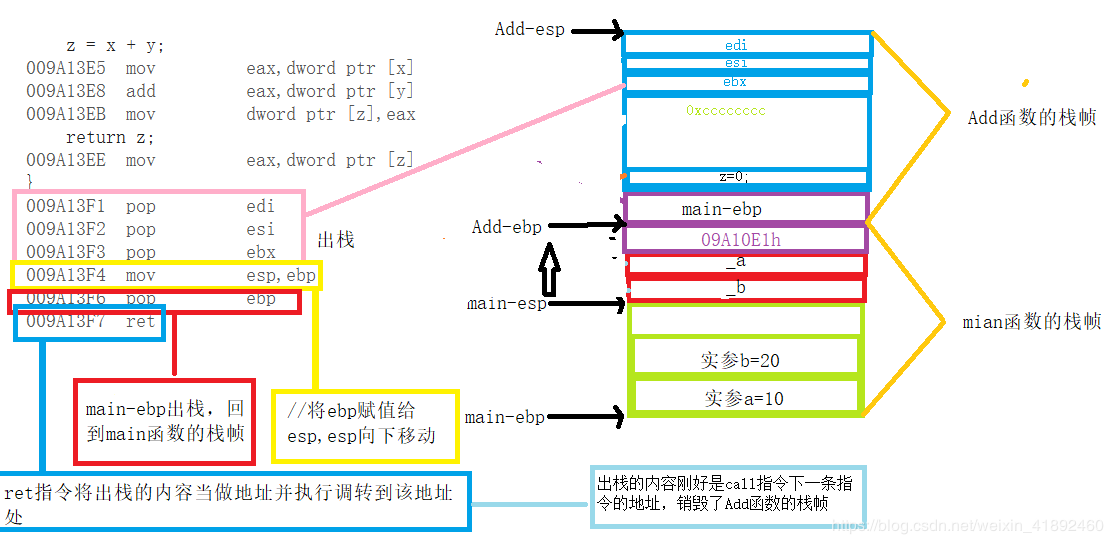 z = x + y;
009A13E5 mov eax,dword ptr [x]
009A13E8 add eax,dword ptr [y]
009A13EB mov dword ptr [z],eax
return z;
009A13EE mov eax,dword ptr [z]
}
009A13F1 pop edi
009A13F2 pop esi
009A13F3 pop ebx
出栈
009A13F4 mov esp,ebp
009A13F6 pop ebp
009A13F7 ret
main-ebp出栈，回
到main函数的栈帧
//将ebp赋值给
esp,esp向下移动
ret指令将出栈的内容当做地址并执行调转到该地址
处
Add-esp
edi
esi
ebx
0xcccccccc
z=0;
Add函数的栈帧
main-ebp
Add-ebp
09A10E1h
_a
_b
main-esp
mian函数的栈帧
实参b=20
实参a=10
main-ebp
出栈的内容刚好是call指令下一条指
令的地址，销毁了Add函数的栈帧
https://blog.csdn.net/weixin_41892460